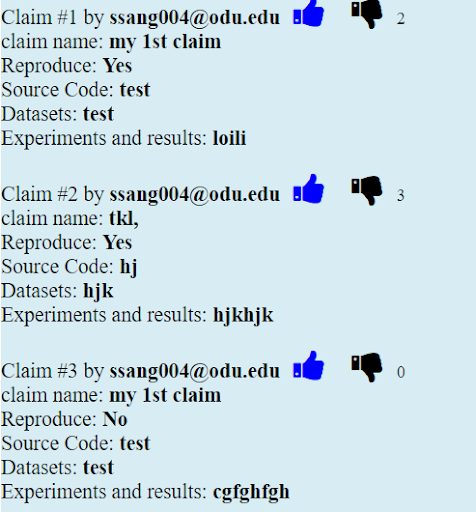 Claim #1 by ssang004@odu.edu 2
claim name: my 1st claim
Reproduce: Yes
Source Code: test
Datasets: test
Experiments and results: loili
Claim #2 by ssang004@odu.edu 3
claim name: tkl,
Reproduce: Yes
Source Code: hj
Datasets: hjk
Experiments and results: hjkhjk
Claim #3 by ssang004@odu.edu 0
claim name: my 1st claim
Reproduce: No
Source Code: test
Datasets: test
Experiments and results: cgfghfgh